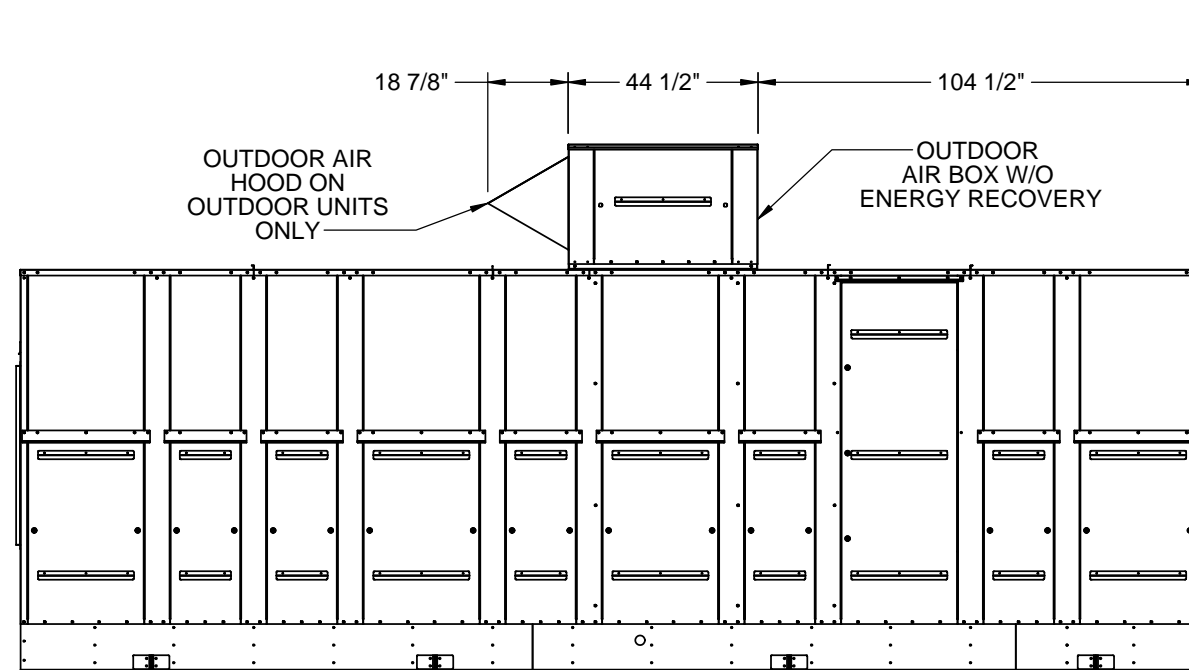 18 7/8"
44 1/2"
104 1/2"
OUTDOOR AIR
HOOD ON
OUTDOOR UNITS
ONLY
OUTDOOR
AIR BOX W/O
ENERGY RECOVERY